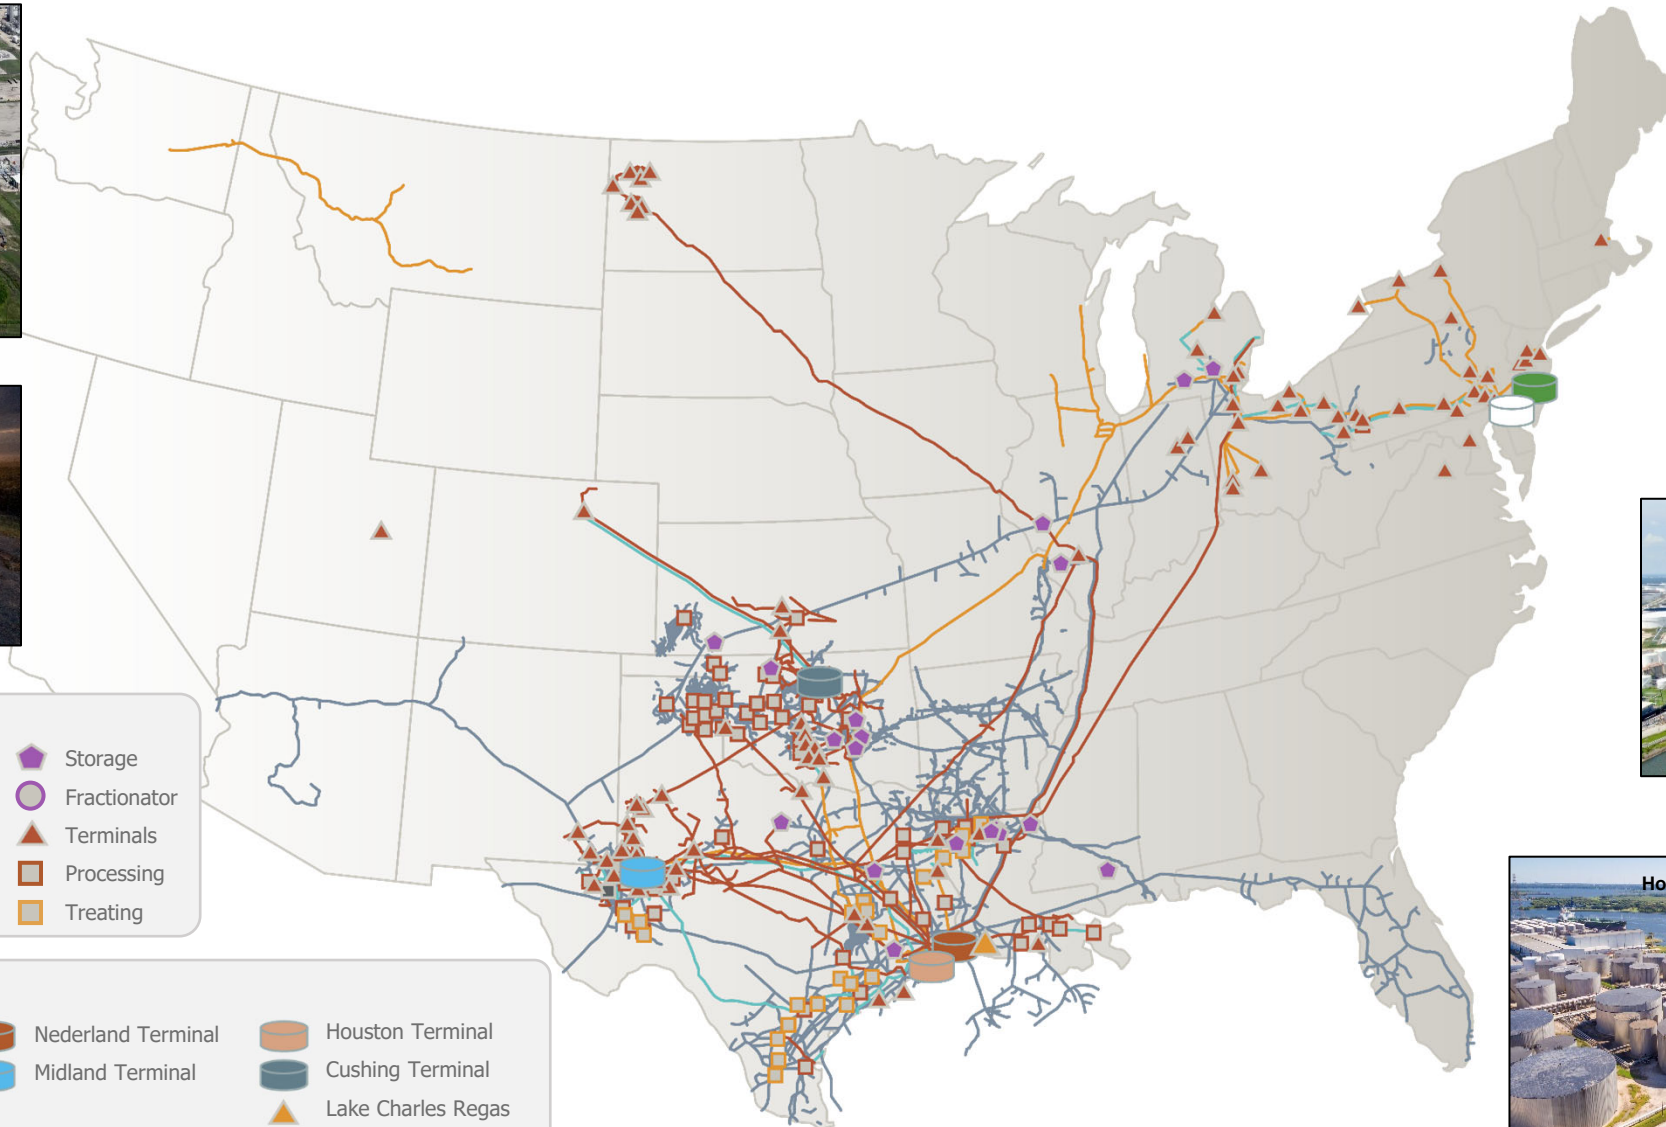 Storage
Fractionator
Terminals
Processing
Treating
Nederland Terminal
Midland Terminal
Houston Terminal
Cushing Terminal
Lake Charles Regas
Ho